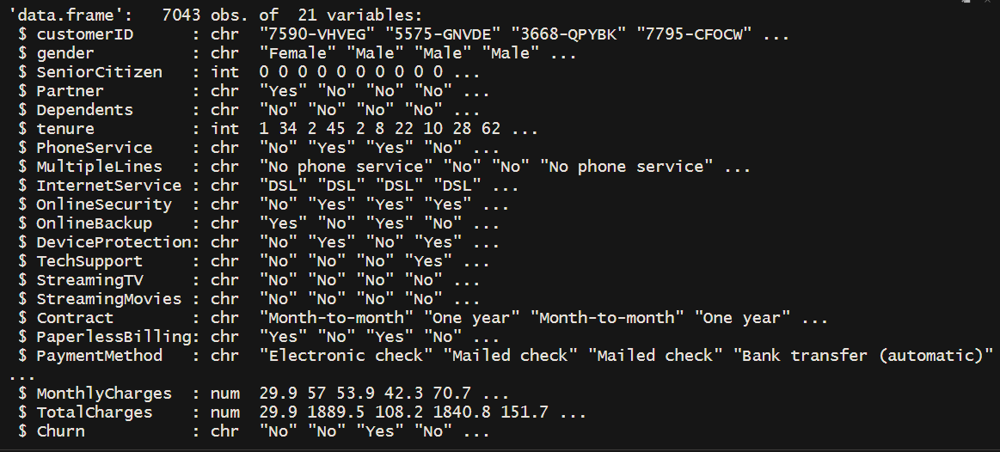 'data.frame':   7043 obs. of  21 variables:
 $ customerID      : chr  "7590-VHVEG" "5575-GNVDE" "3668-QPYBK" "7795-CFOCW" ...
 $ gender          : chr  "Female" "Male" "Male" "Male" ...
 $ SeniorCitizen   : int  0 0 0 0 0 0 0 0 0 0 ...
 $ Partner         : chr  "Yes" "No" "No" "No" ...
 $ Dependents      : chr  "No" "No" "No" "No" ...
 $ tenure          : int  1 34 2 45 2 8 22 10 28 62 ...
 $ PhoneService    : chr  "No" "Yes" "Yes" "No" ...
 $ MultipleLines   : chr  "No phone service" "No" "No" "No phone service" ...
 $ InternetService : chr  "DSL" "DSL" "DSL" "DSL" ...
 $ OnlineSecurity  : chr  "No" "Yes" "Yes" "Yes" ...
 $ OnlineBackup    : chr  "Yes" "No" "Yes" "No" ...
 $ DeviceProtection: chr  "No" "Yes" "No" "Yes" ...
 $ TechSupport     : chr  "No" "No" "No" "Yes" ...
 $ StreamingTV     : chr  "No" "No" "No" "No" ...
 $ StreamingMovies : chr  "No" "No" "No" "No" ...
 $ Contract        : chr  "Month-to-month" "One year" "Month-to-month" "One year" ...
 $ PaperlessBilling: chr  "Yes" "No" "Yes" "No" ...
 $ PaymentMethod   : chr  "Electronic check" "Mailed check" "Mailed check" "Bank transfer (automatic)"
...
 $ MonthlyCharges  : num  29.9 57 53.9 42.3 70.7 ...
 $ TotalCharges    : num  29.9 1889.5 108.2 1840.8 151.7 ...
 $ Churn           : chr  "No" "No" "Yes" "No" ...